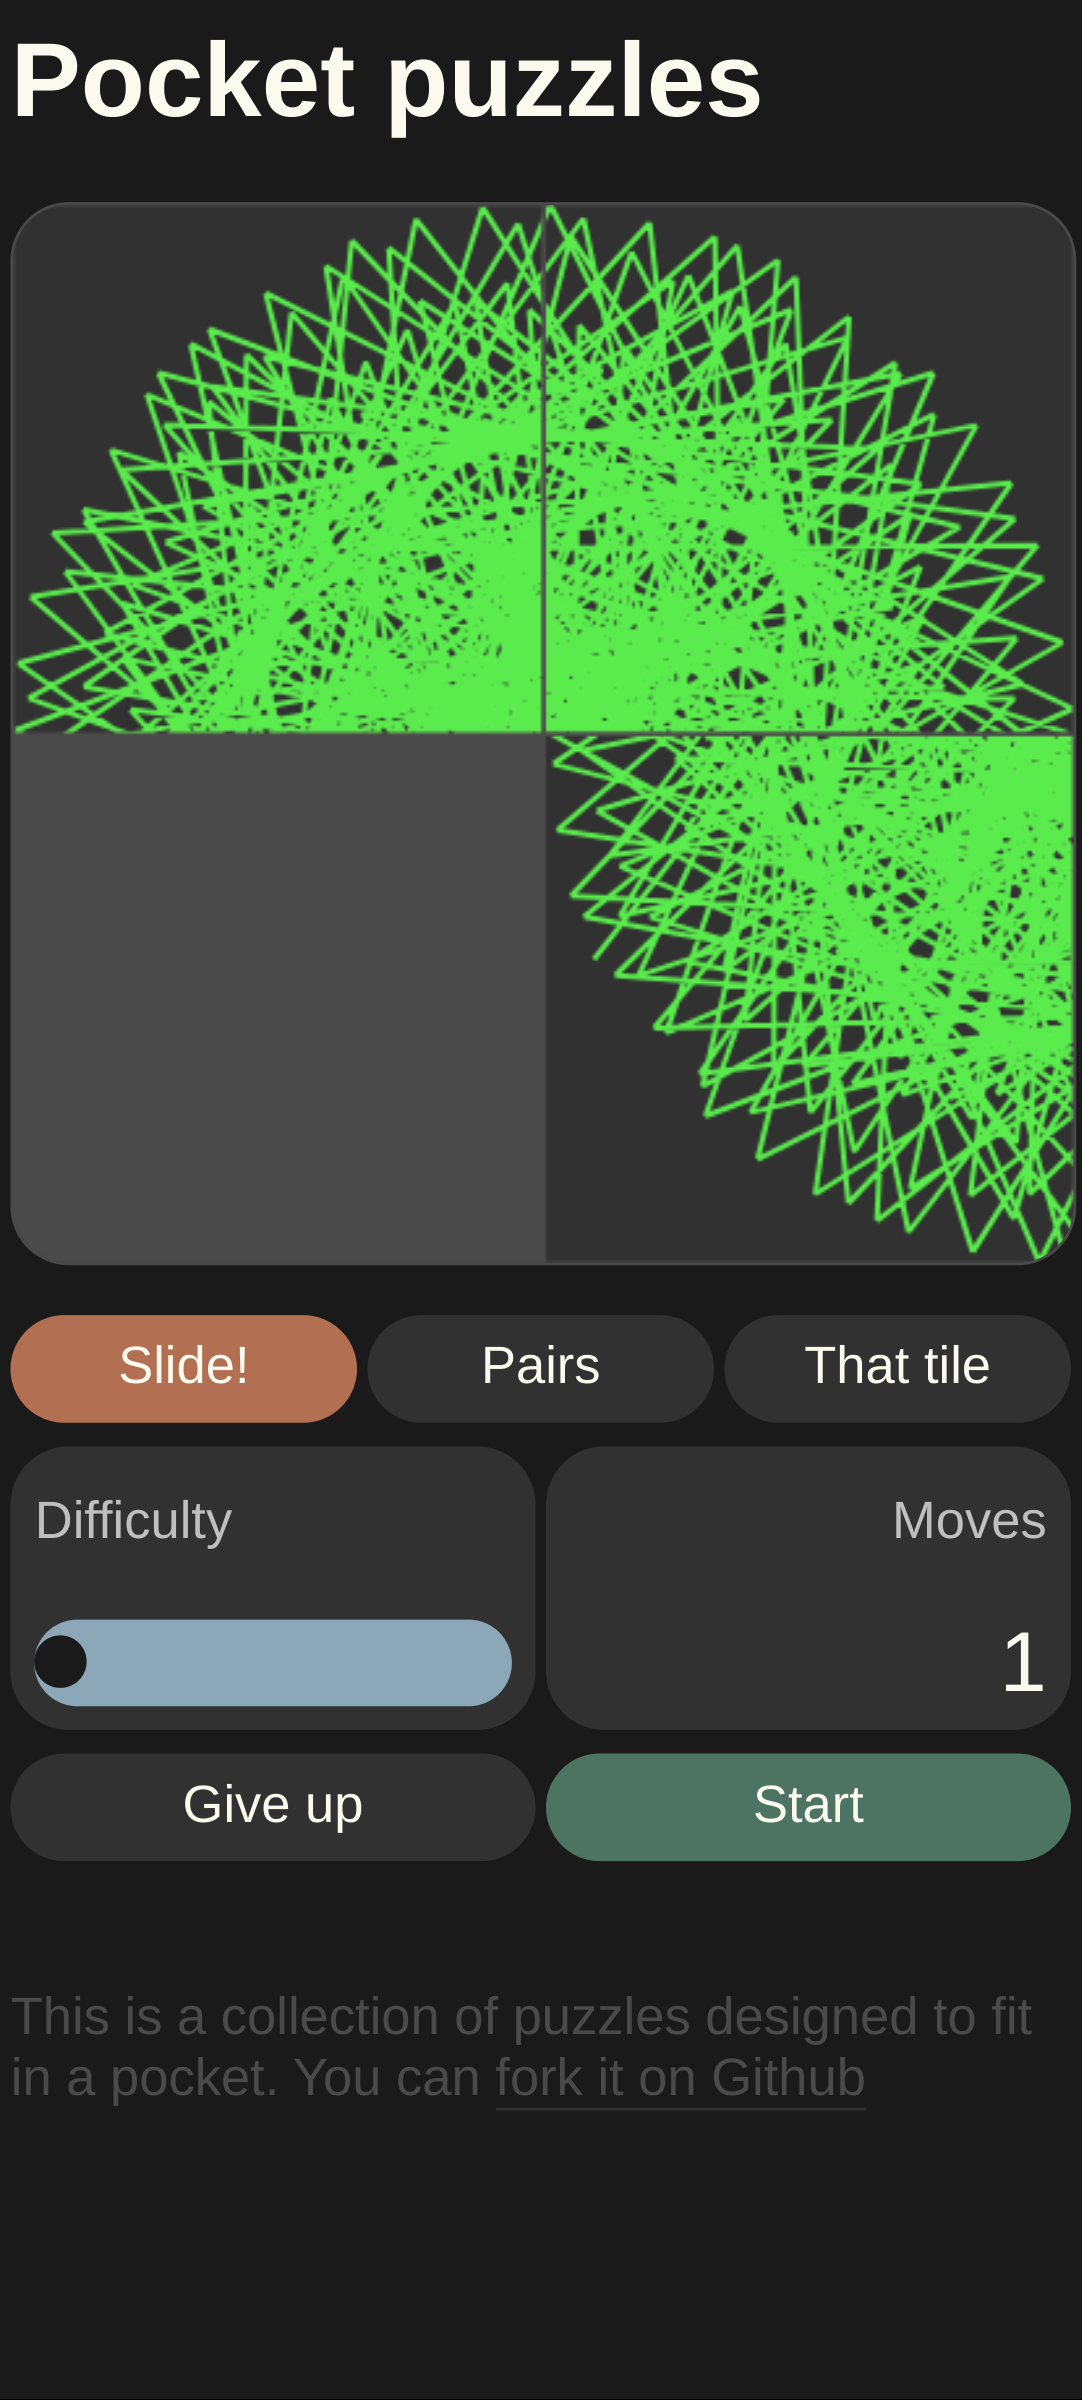 Pocket puzzles
Slide!
Pairs
That tile
Difficulty
Moves
1
Give up
Start
This is a collection of puzzles designed to fit
in a pocket. You can fork it on Github